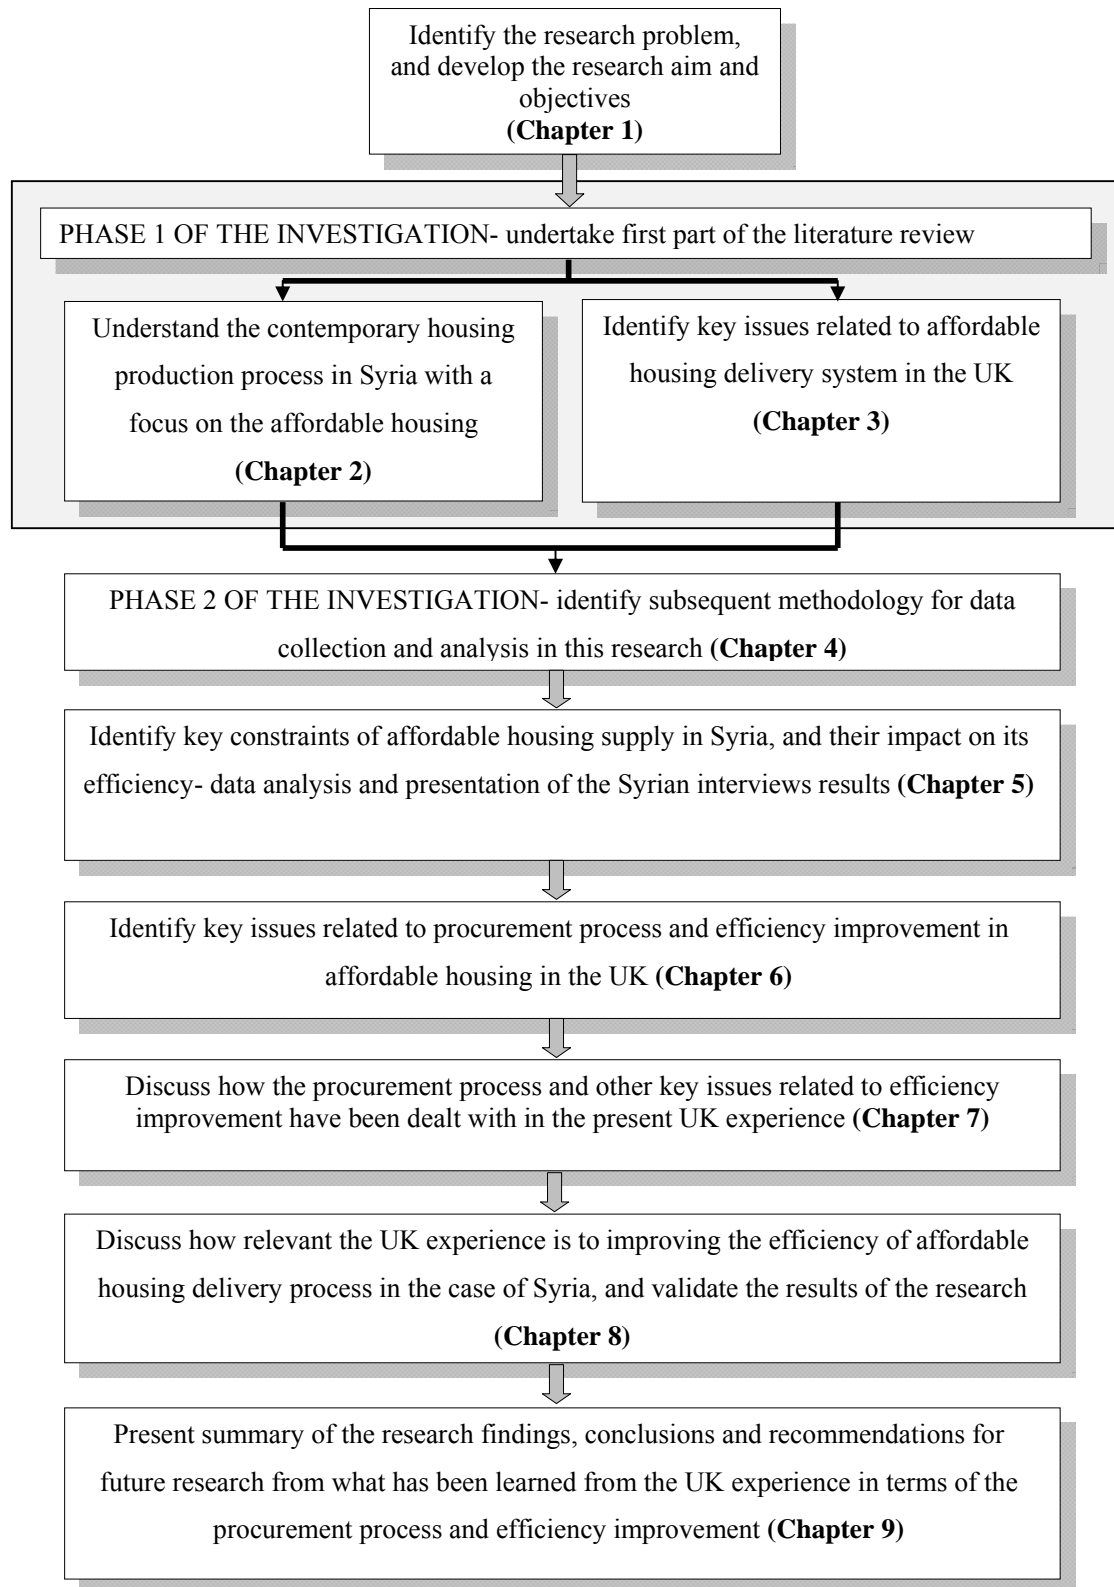 Identify the research problem,
and develop the research aim and
objectives
(Chapter 1)
PHASE 1 OF THE INVESTIGATION- undertake first part of the literature review
Understand the contemporary housing
production process in Syria with a
focus on the affordable housing
(Chapter 2)
Identify key issues related to affordable
housing delivery system in the UK
(Chapter 3)
PHASE 2 OF THE INVESTIGATION- identify subsequent methodology for data
collection and analysis in this research (Chapter 4)
Identify key constraints of affordable housing supply in Syria, and their impact on its
efficiency- data analysis and presentation of the Syrian interviews results (Chapter 5)
Identify key issues related to procurement process and efficiency improvement in
affordable housing in the UK (Chapter 6)
Discuss how the procurement process and other key issues related to efficiency
improvement have been dealt with in the present UK experience (Chapter 7)
Discuss how relevant the UK experience is to improving the efficiency of affordable
housing delivery process in the case of Syria, and validate the results of the research
(Chapter 8)
Present summary of the research findings, conclusions and recommendations for
future research from what has been learned from the UK experience in terms of the
procurement process and efficiency improvement (Chapter 9)